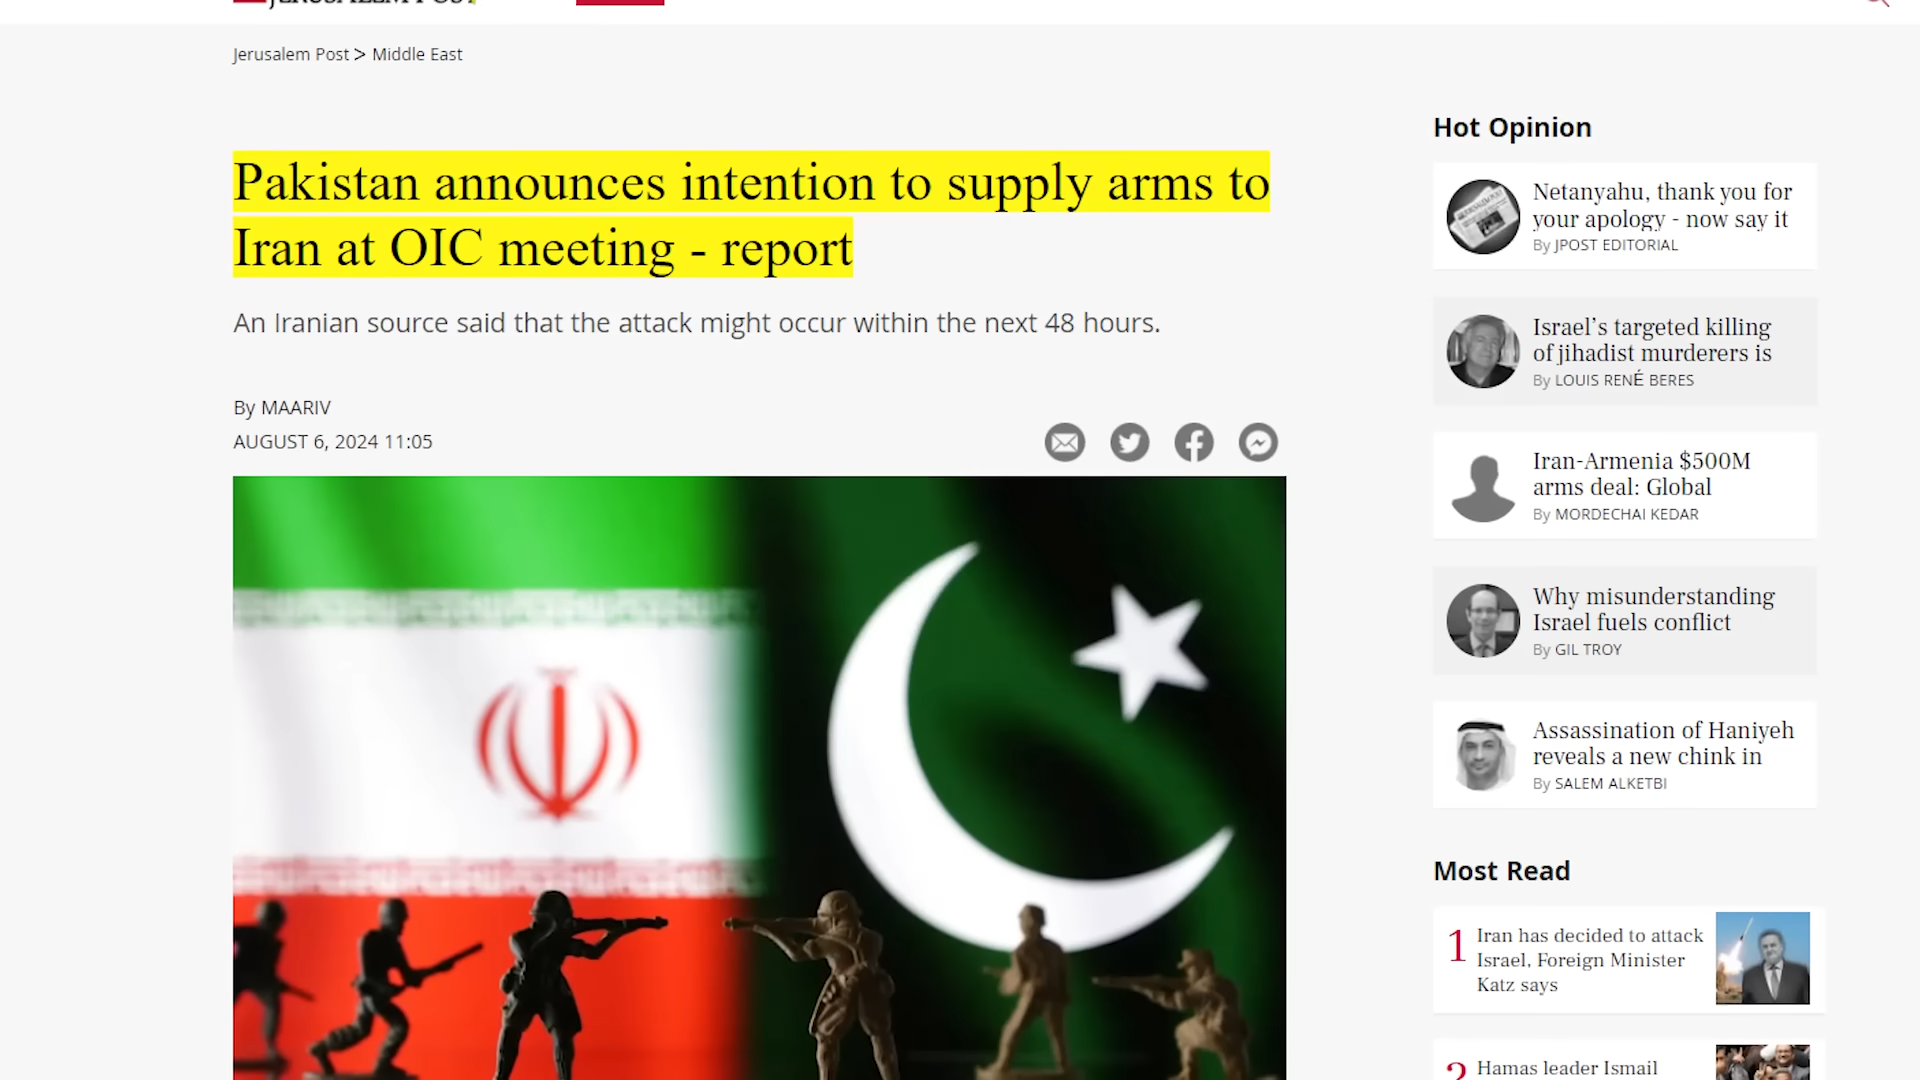 JERUSALEM POST
Jerusalem Post > Middle East
Pakistan announces intention to supply arms to
Iran at OIC meeting - report
An Iranian source said that the attack might occur within the next 48 hours.
By MAARIV
AUGUST 6, 2024 11:05
Hot Opinion
Netanyahu, thank you for
your apology - now say it
By JPOST EDITORIAL
Israel's targeted killing
of jihadist murderers is
By LOUIS RENÉ BERES
Iran-Armenia $500M
arms deal: Global
By MORDECHAI KEDAR
Why misunderstanding
Israel fuels conflict
By GIL TROY
Assassination of Haniyeh
reveals a new chink in
By SALEM ALKETBI
Most Read
1 Iran has decided to attack
Israel, Foreign Minister
Katz says
2 Hamas leader Ismail